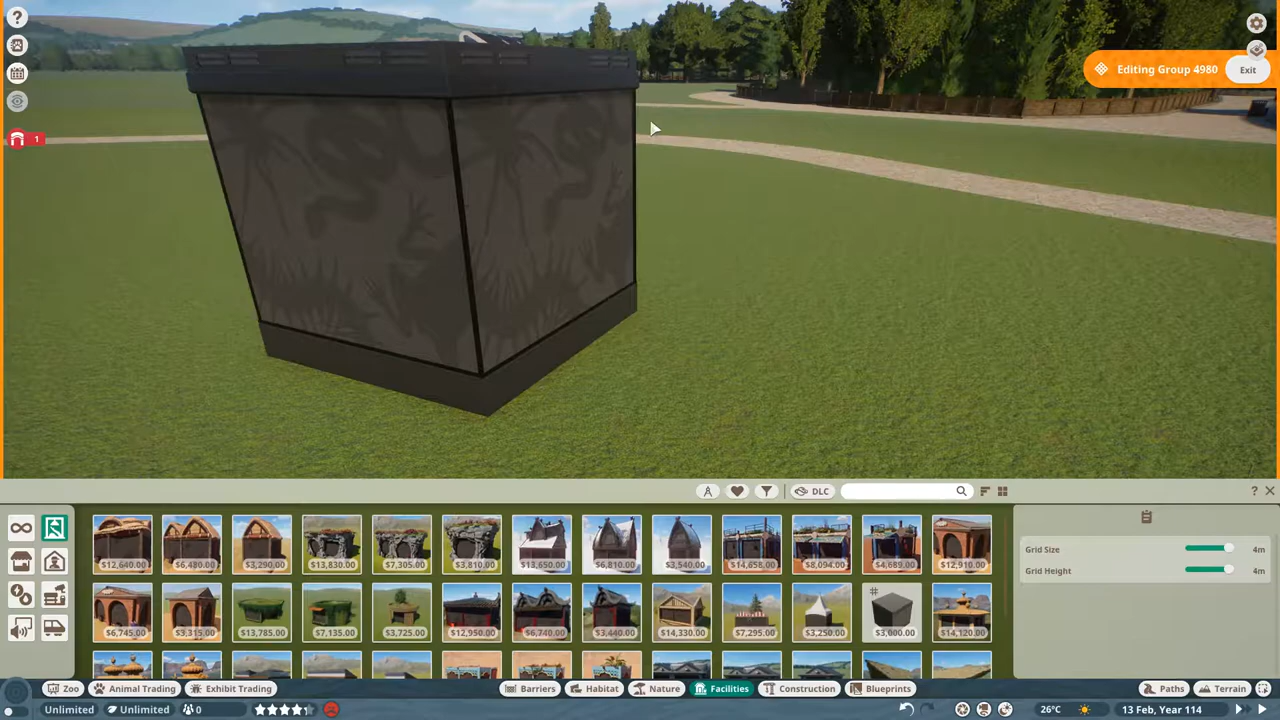 ?
Editing Group 4980
Exit
1
DLC
? ×
$12,640.00 $6,480.00 $3,290.00 $13,830.00 $7,305.00 $3,810.00 $13,650.00 $6,810.00 $3,540.00 $14,658.00 $8,094.00 $4,689.00 $12,910.00
Grid Size 4m
Grid Height 4m
$6,745.00 $3,315.00 $13,785.00 $7,135.00 $3,725.00 $12,950.00 $6,740.00 $3,440.00 $14,330.00 $7,295.00 $3,250.00 $3,000.00 $14,120.00
Zoo Animal Trading Exhibit Trading Barriers Habitat Nature Facilities Construction Blueprints Paths Terrain
Unlimited Unlimited 0 26°C 13 Feb, Year 114